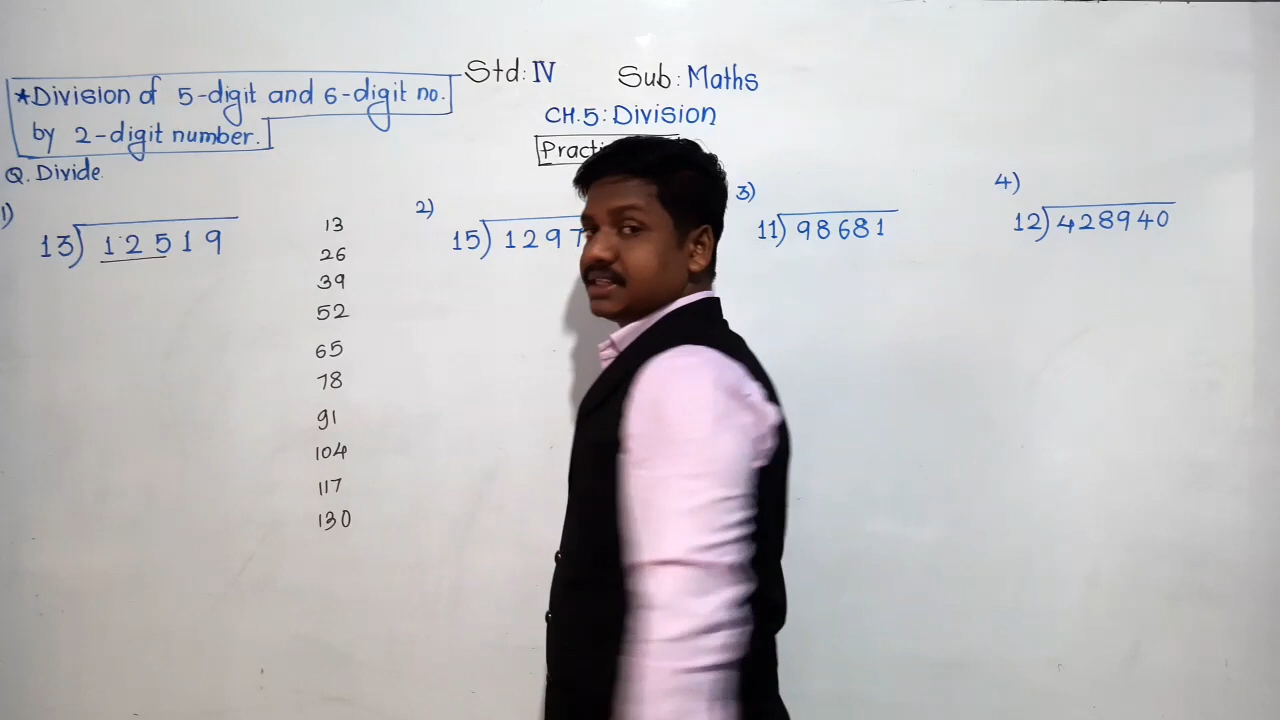 Std: IV Sub: Maths
CH.5: Division
*Division of 5-digit and 6-digit no.
by 2-digit number.
Q. Divide.
1) 13)12519
13
26
39
52
65
78
91
104
117
130
2) 15)1297
3) 11)98681
4) 12)428940